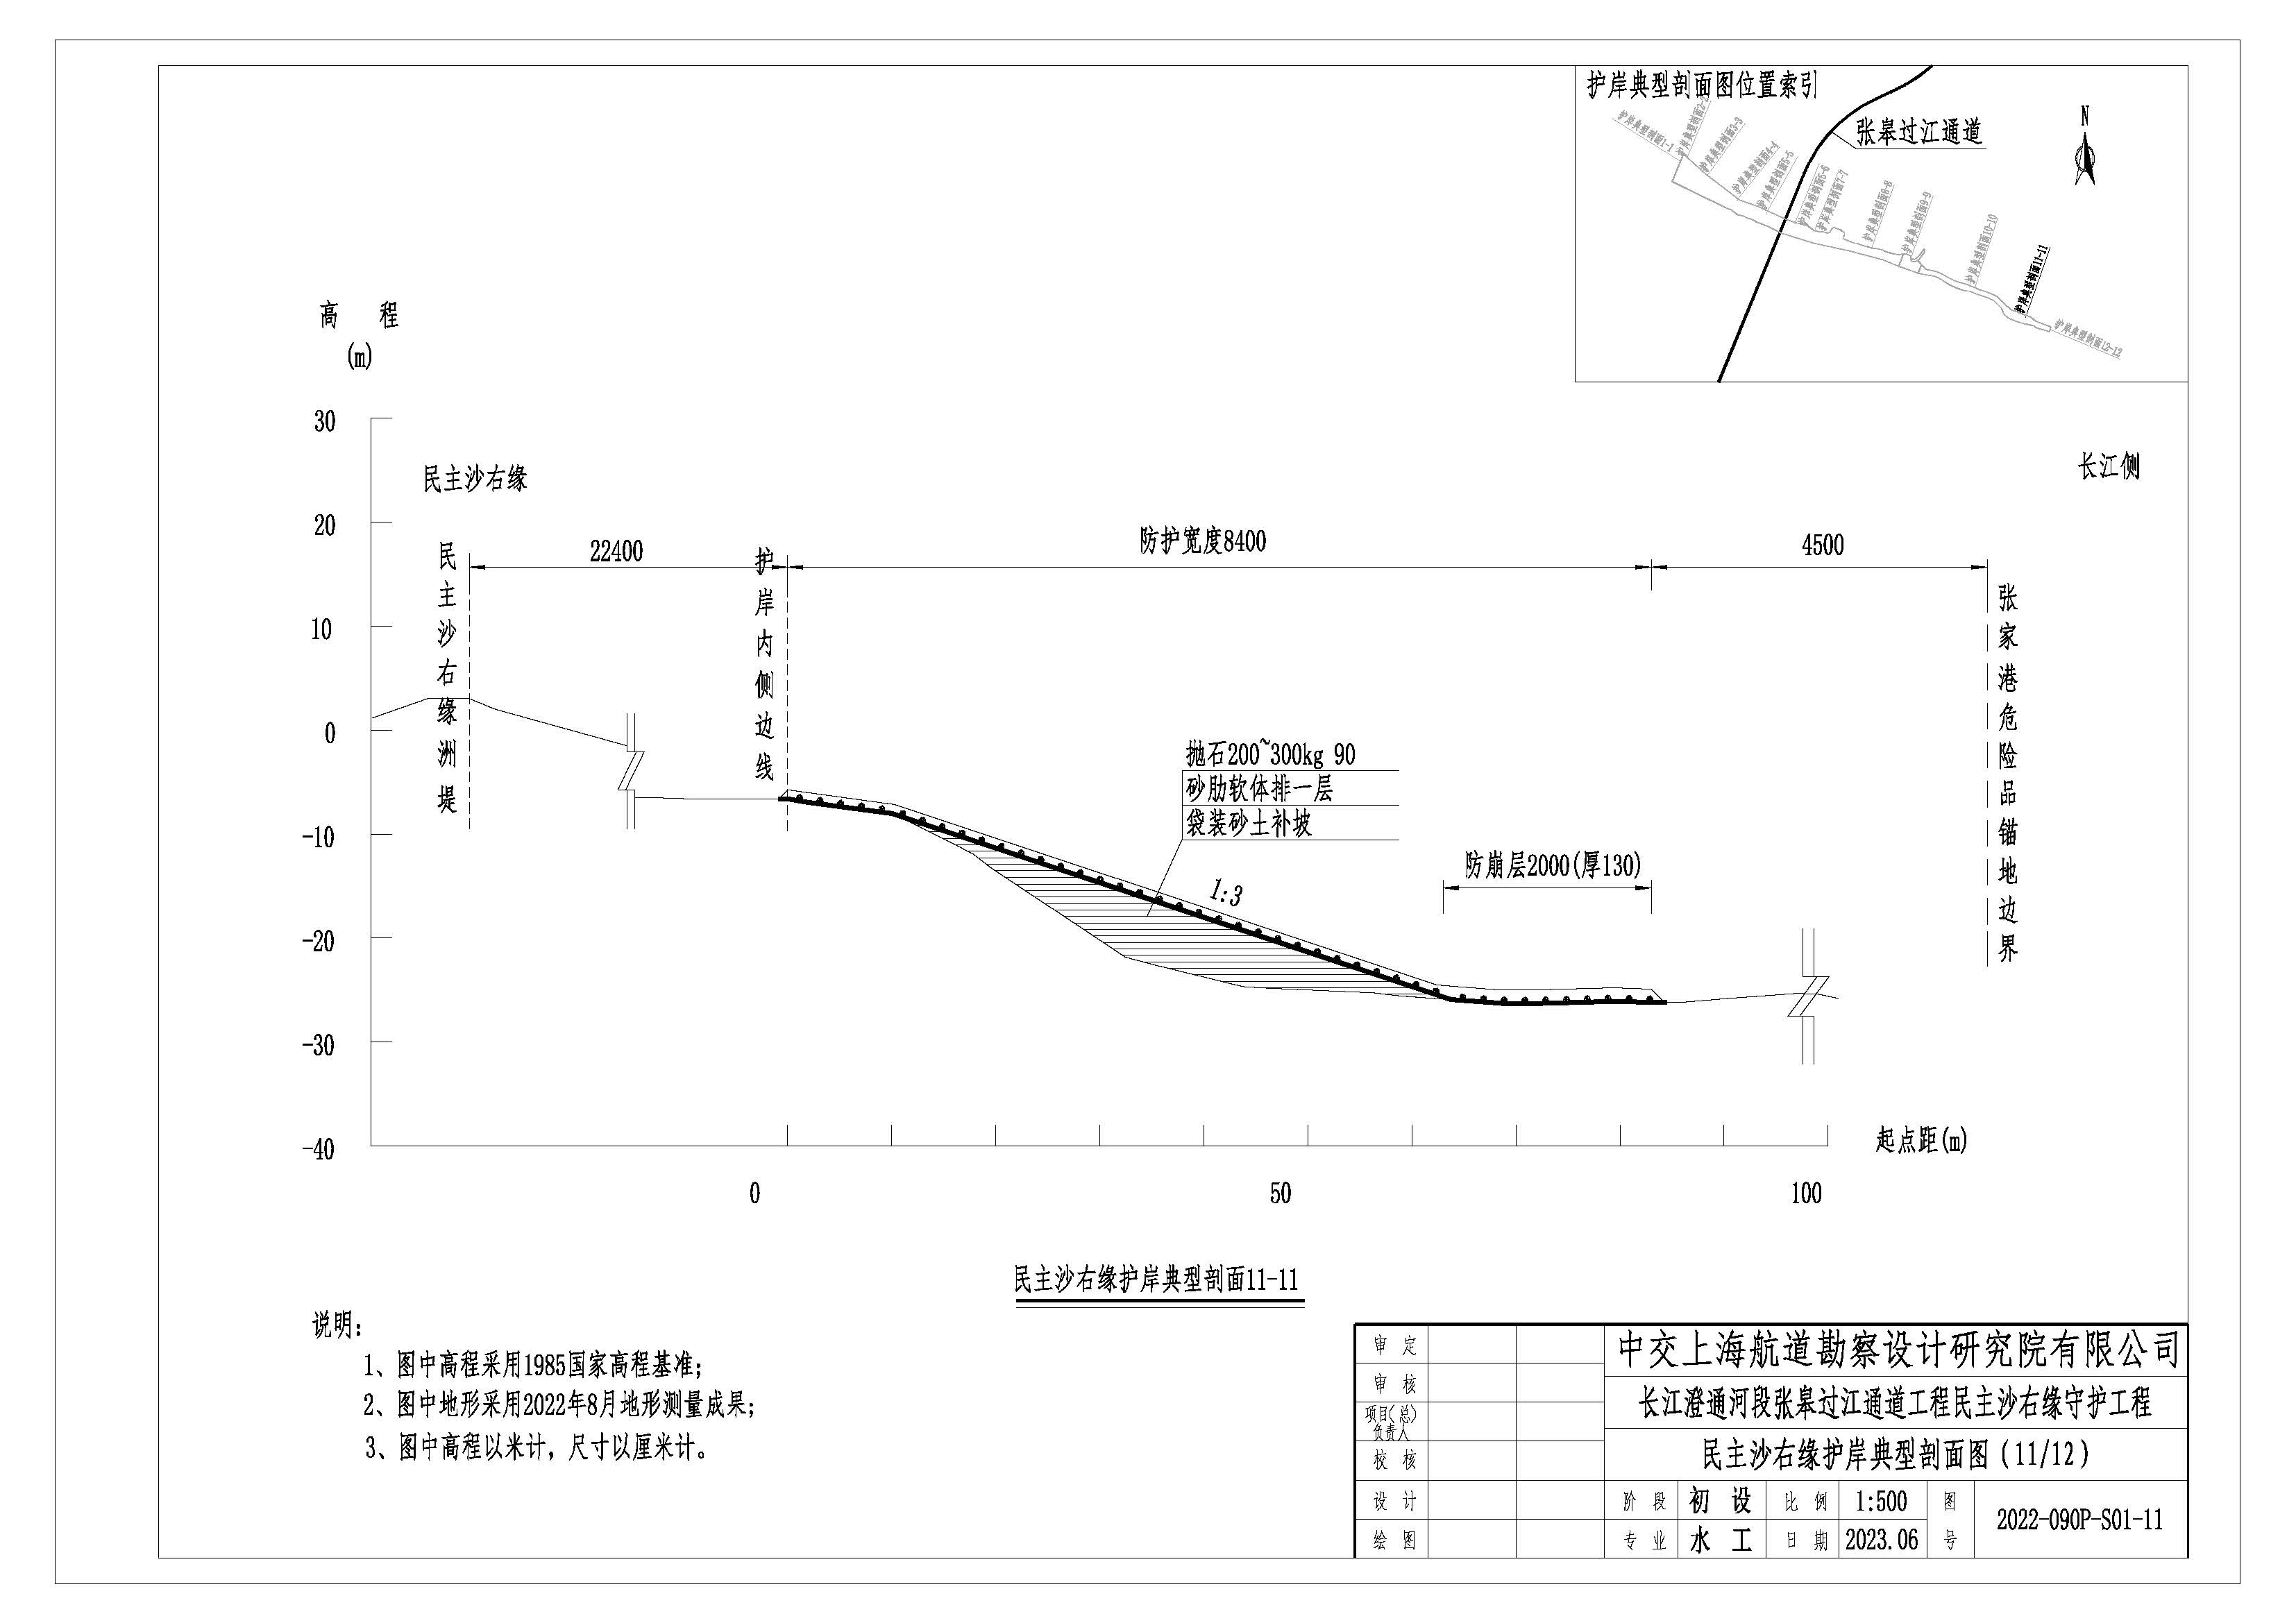 护岸典型剖面图位置索引
张皋过江通道
N
护岸典型剖面1-1
护岸典型剖面2-2
护岸典型剖面3-3
护岸典型剖面4-4
护岸典型剖面5-5
护岸典型剖面6-6
护岸典型剖面7-7
护岸典型剖面8-8
护岸典型剖面9-9
护岸典型剖面10-10
护岸典型剖面11-11
护岸典型剖面12-12
高 程
(m)
30
20
10
0
-10
-20
-30
-40
民主沙右缘
长江侧
民主沙右缘洲堤
22400
护岸内侧边线
防护宽度8400
4500
张家港危险品锚地边界
抛石200~300kg 90
砂肋软体排一层
袋装砂土补坡
1:3
防崩层2000(厚130)
起点距(m)
0
50
100
民主沙右缘护岸典型剖面11-11
说明:
1、图中高程采用1985国家高程基准;
2、图中地形采用2022年8月地形测量成果;
3、图中高程以米计，尺寸以厘米计。
审 定
审 核
项目(总)
负责人
校 核
设 计
绘 图
中交上海航道勘察设计研究院有限公司
长江澄通河段张皋过江通道工程民主沙右缘守护工程
民主沙右缘护岸典型剖面图（11/12）
阶 段 初 设 比 例 1:500 图
专 业 水 工 日 期 2023.06 号
2022-090P-S01-11